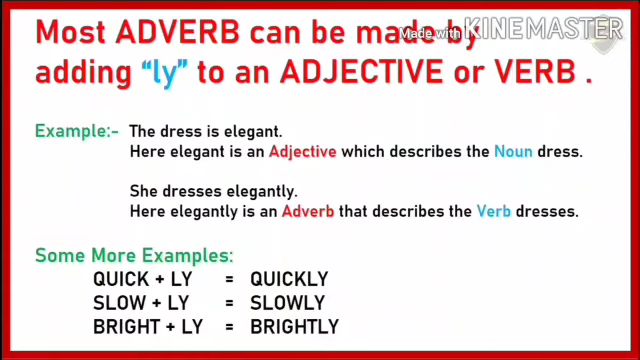 Most ADVERB can be made by
Made with KINEMASTER
adding “ly” to an ADJECTIVE or VERB .
Example:- The dress is elegant.
Here elegant is an Adjective which describes the Noun dress.
She dresses elegantly.
Here elegantly is an Adverb that describes the Verb dresses.
Some More Examples:
QUICK + LY = QUICKLY
SLOW + LY = SLOWLY
BRIGHT + LY = BRIGHTLY